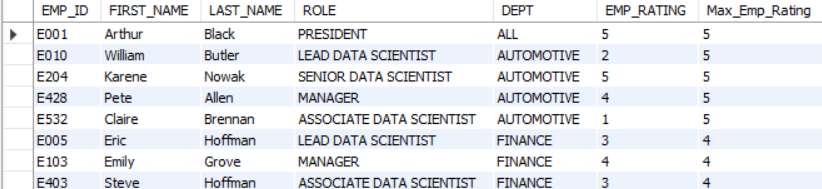 EMP_ID FIRST_NAME LAST_NAME ROLE DEPT EMP_RATING Max_Emp_Rating
E001 Arthur Black PRESIDENT ALL 5 5
E010 William Butler LEAD DATA SCIENTIST AUTOMOTIVE 2 5
E204 Karene Nowak SENIOR DATA SCIENTIST AUTOMOTIVE 5 5
E428 Pete Allen MANAGER AUTOMOTIVE 4 5
E532 Claire Brennan ASSOCIATE DATA SCIENTIST AUTOMOTIVE 1 5
E005 Eric Hoffman LEAD DATA SCIENTIST FINANCE 3 4
E103 Emily Grove MANAGER FINANCE 4 4
E403 Steve Hoffman ASSOCIATE DATA SCIENTIST FINANCE 3 4